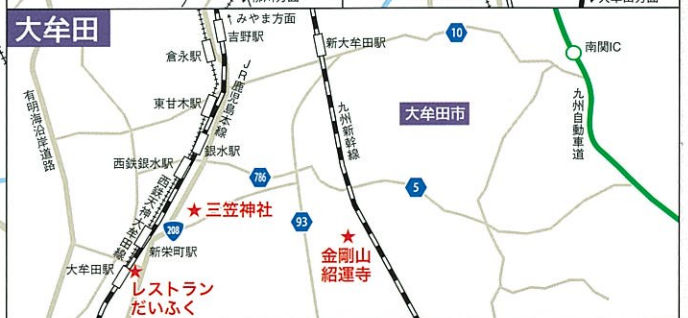 大牟田
↑みやま方面
吉野駅
倉永駅
新大牟田駅
10
南関IC
有明海沿岸道路
東甘木駅
JR鹿児島本線
九州新幹線
大牟田市
九州自動車道
西鉄銀水駅
銀水駅
786
5
西鉄天神大牟田線
三笠神社
208
93
新栄町駅
金剛山
紹運寺
大牟田駅
レストラン
だいふく